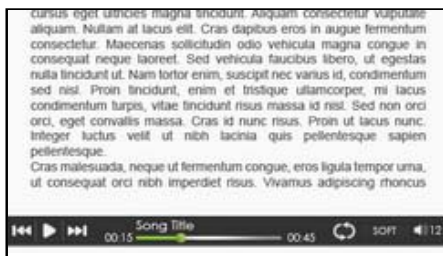 cursus eget ultricies magna tincidunt. Aliquam consectetur vulputate
aliquam. Nullam at lacus elit. Cras dapibus eros in augue fermentum
consectetur. Maecenas sollicitudin odio vehicula magna congue in
consequat neque laoreet. Sed vehicula faucibus libero, ut egestas
nulla tincidunt ut. Nam tortor enim, suscipit nec varius id, condimentum
sed nisl. Proin tincidunt, enim et tristique ullamcorper, mi lacus
condimentum turpis, vitae tincidunt risus massa id nisl. Sed non orci
orci, eget convallis massa. Cras id nunc risus. Proin ut lacus nunc.
Integer luctus velit ut nibh lacinia quis pellentesque sapien
pellentesque.
Cras malesuada, neque ut fermentum congue, eros ligula tempor urna,
ut consequat orci nibh imperdiet risus. Vivamus adipiscing rhoncus
Song Title
00:15 00:45 SOFT 12